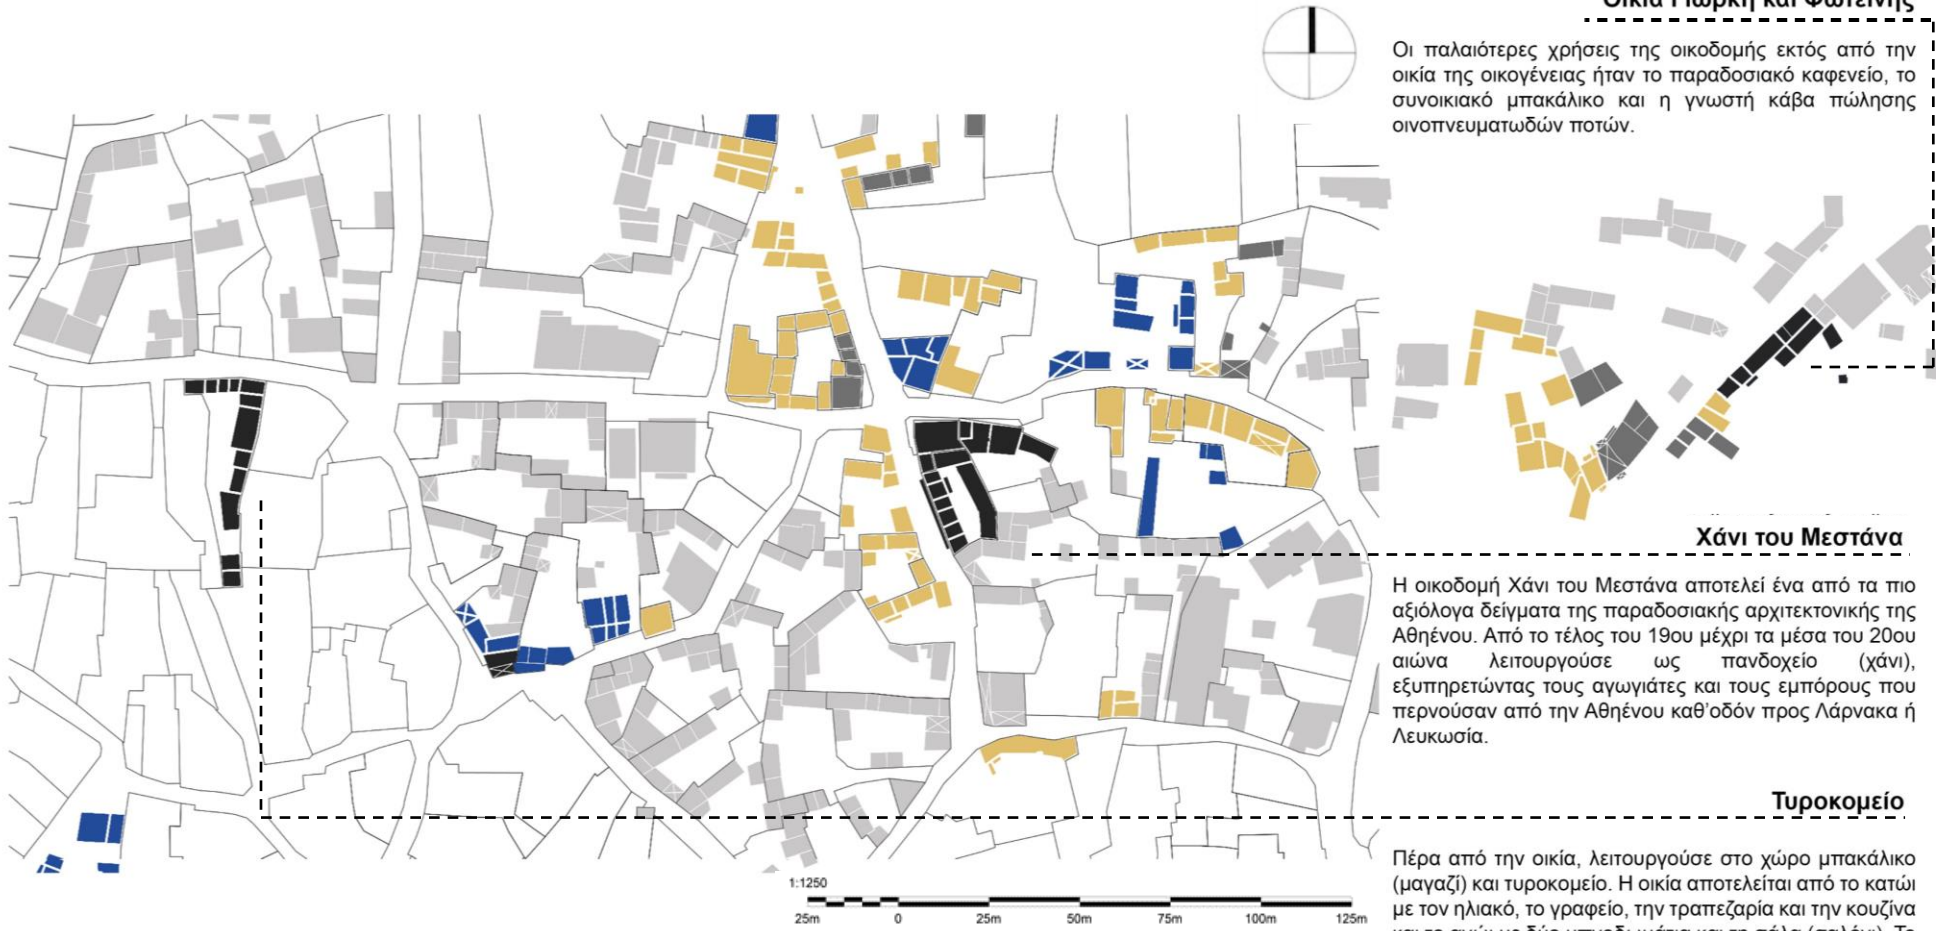 Οικία Γιωρκή και Φωτεινής
Οι παλαιότερες χρήσεις της οικοδομής εκτός από την
οικία της οικογένειας ήταν το παραδοσιακό καφενείο, το
συνοικιακό μπακάλικο και η γνωστή κάβα πώλησης
οινοπνευματωδών ποτών.
Χάνι του Μεστάνα
Η οικοδομή Χάνι του Μεστάνα αποτελεί ένα από τα πιο
αξιόλογα δείγματα της παραδοσιακής αρχιτεκτονικής της
Αθηένου. Από το τέλος του 19ου μέχρι τα μέσα του 20ου
αιώνα λειτουργούσε ως πανδοχείο (χάνι),
εξυπηρετώντας τους αγωγιάτες και τους εμπόρους που
περνούσαν από την Αθηένου καθ’οδόν προς Λάρνακα ή
Λευκωσία.
Τυροκομείο
Πέρα από την οικία, λειτουργούσε στο χώρο μπακάλικο
(μαγαζί) και τυροκομείο. Η οικία αποτελείται από το κατώι
με τον ηλιακό, το γραφείο, την τραπεζαρία και την κουζίνα
1:1250
25m 0 25m 50m 75m 100m 125m